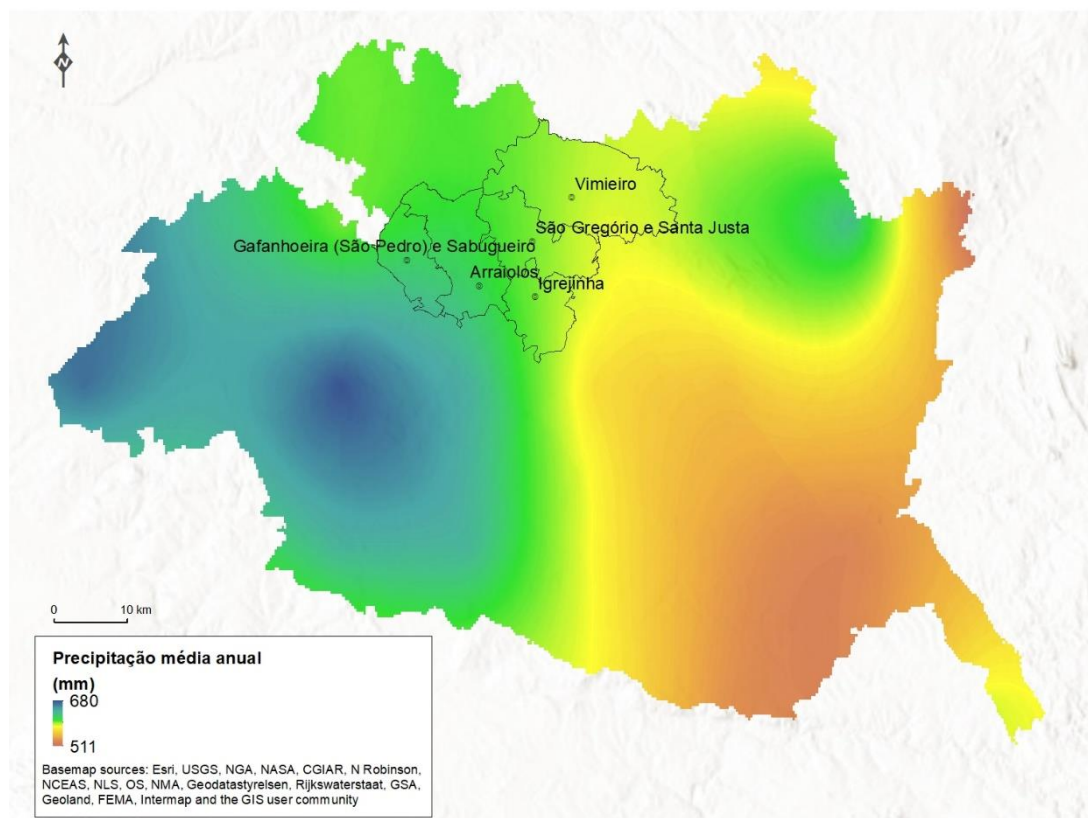 N
Vimieiro
São Gregório e Santa Justa
Gafanhoeira (São Pedro) e Sabugueiro
Arraiolos
Igrejinha
0 10 km
Precipitação média anual
(mm)
680
511
Basemap sources: Esri, USGS, NGA, NASA, CGIAR, N Robinson,
NCEAS, NLS, OS, NMA, Geodatastyrelsen, Rijkswaterstaat, GSA,
Geoland, FEMA, Intermap and the GIS user community